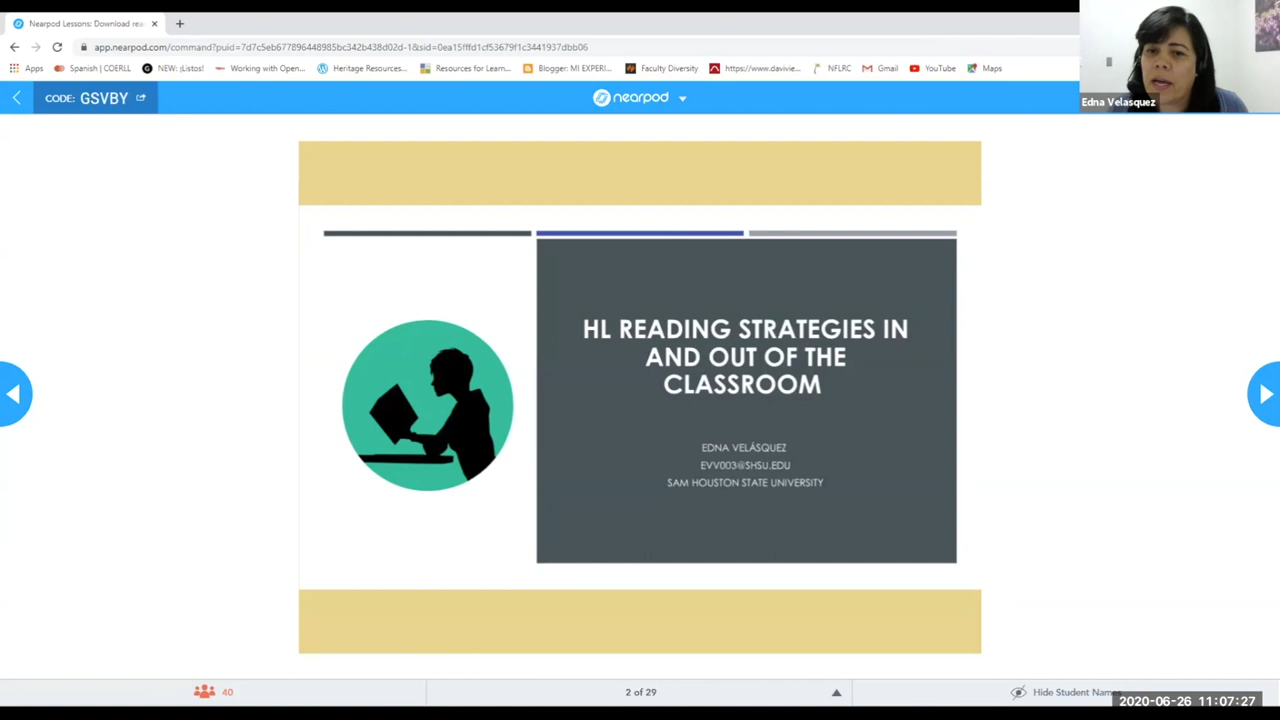 Nearpod Lessons: Download rea
app.nearpod.com/command?puid=7d7c5eb677896448985bc342b438d02d-1&sid=0ea15fffd1cf53679f1c3441937dbb06
Apps Spanish | COERLL NEW: ¡Listos! Working with Open... Heritage Resources... Resources for Learn... Blogger: MI EXPERI... Faculty Diversity https://www.davivie... NFLRC Gmail YouTube Maps
Edna Velasquez
CODE: GSVBY
nearpod
HL READING STRATEGIES IN
AND OUT OF THE
CLASSROOM
EDNA VELÁSQUEZ
EVV003@SHSU.EDU
SAM HOUSTON STATE UNIVERSITY
40
2 of 29
Hide Student Names
2020-06-26 11:07:27